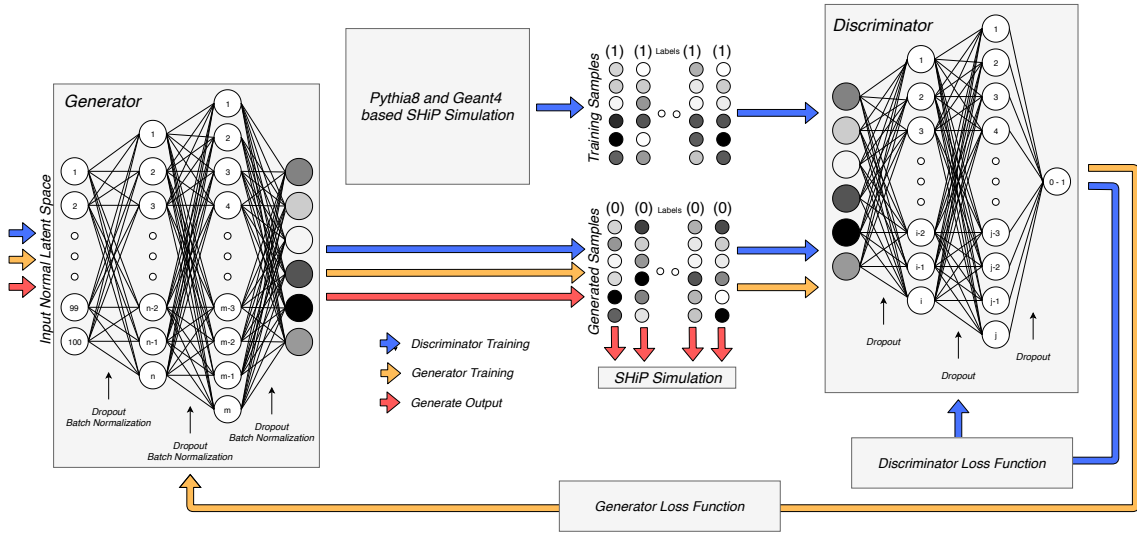 Generator
Input Normal Latent Space
1
2
99
100
1
2
3
n-2
n-1
n
1
2
3
4
m-3
m-2
m-1
m
Dropout
Batch Normalization
Dropout
Batch Normalization
Dropout
Batch Normalization
Pythia8 and Geant4
based SHiP Simulation
Training Samples
(1) (1) Labels (1) (1)
Generated Samples
(0) (0) Labels (0) (0)
SHiP Simulation
Discriminator Training
Generator Training
Generate Output
Discriminator
1
2
3
i-2
i-1
i
1
2
3
4
j-3
j-2
j-1
j
0 - 1
Dropout
Dropout
Dropout
Discriminator Loss Function
Generator Loss Function